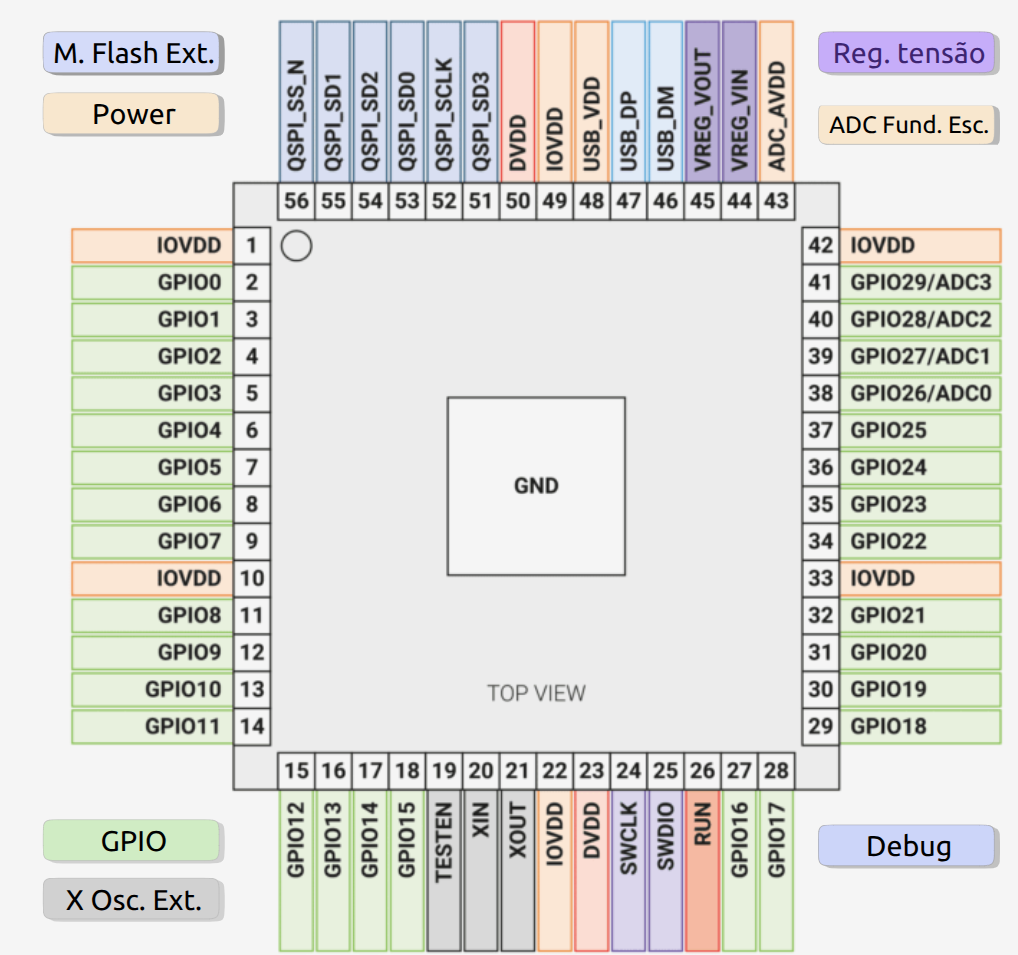 M. Flash Ext.
Power
QSPI_SS_N
QSPI_SD1
QSPI_SD2
QSPI_SD0
QSPI_SCLK
QSPI_SD3
DVDD
IOVDD
USB_VDD
USB_DP
USB_DM
VREG_VOUT
VREG_VIN
ADC_AVDD
Reg. tensão
ADC Fund. Esc.
56 55 54 53 52 51 50 49 48 47 46 45 44 43
IOVDD 1
GPIO0 2
GPIO1 3
GPIO2 4
GPIO3 5
GPIO4 6
GPIO5 7
GPIO6 8
GPIO7 9
IOVDD 10
GPIO8 11
GPIO9 12
GPIO10 13
GPIO11 14
GND
TOP VIEW
42 IOVDD
41 GPIO29/ADC3
40 GPIO28/ADC2
39 GPIO27/ADC1
38 GPIO26/ADC0
37 GPIO25
36 GPIO24
35 GPIO23
34 GPIO22
33 IOVDD
32 GPIO21
31 GPIO20
30 GPIO19
29 GPIO18
15 16 17 18 19 20 21 22 23 24 25 26 27 28
GPIO12
GPIO13
GPIO14
GPIO15
TESTEN
XIN
XOUT
IOVDD
DVDD
SWCLK
SWDIO
RUN
GPIO16
GPIO17
GPIO
X Osc. Ext.
Debug